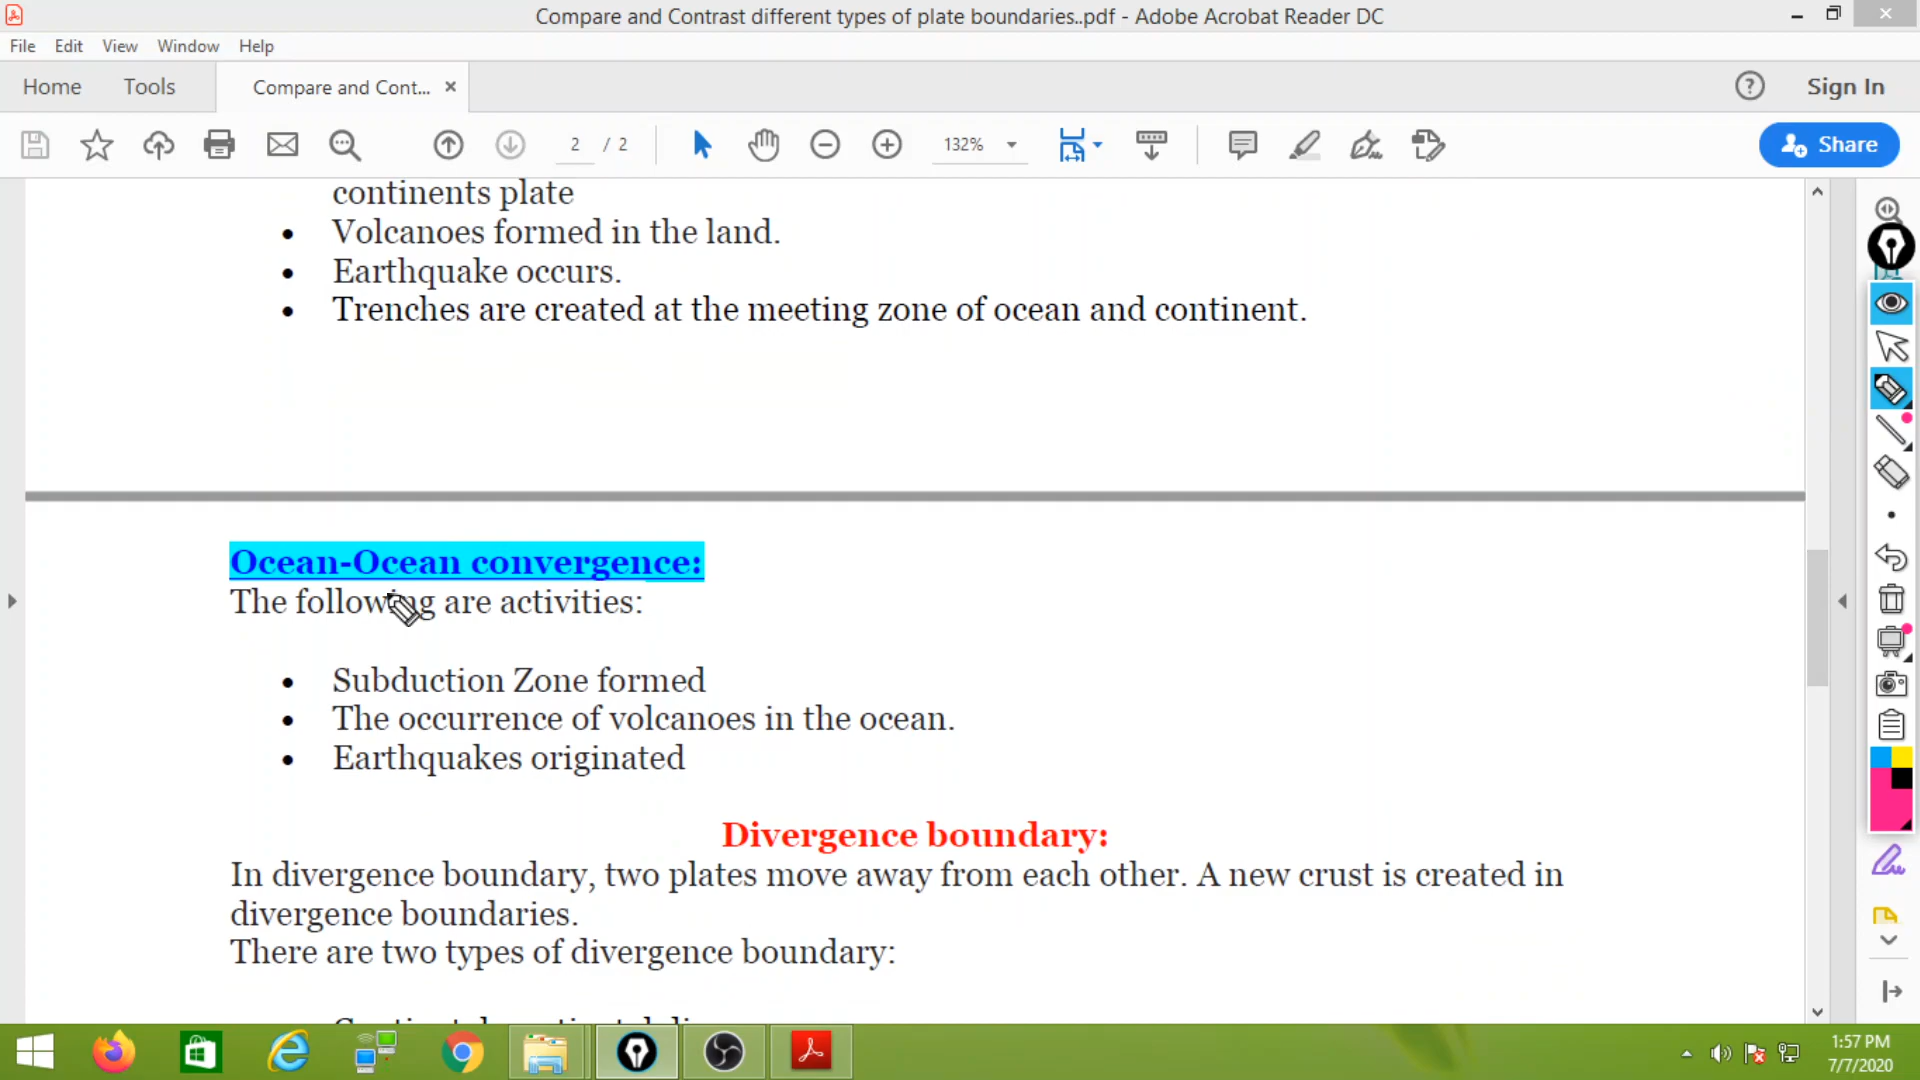 Compare and Contrast different types of plate boundaries..pdf - Adobe Acrobat Reader DC
File Edit View Window Help
Home Tools Compare and Cont... × Sign In
2 / 2 132% Share
continents plate
• Volcanoes formed in the land.
• Earthquake occurs.
• Trenches are created at the meeting zone of ocean and continent.
Ocean-Ocean convergence:
The following are activities:
• Subduction Zone formed
• The occurrence of volcanoes in the ocean.
• Earthquakes originated
Divergence boundary:
In divergence boundary, two plates move away from each other. A new crust is created in
divergence boundaries.
There are two types of divergence boundary:
1:57 PM
7/7/2020